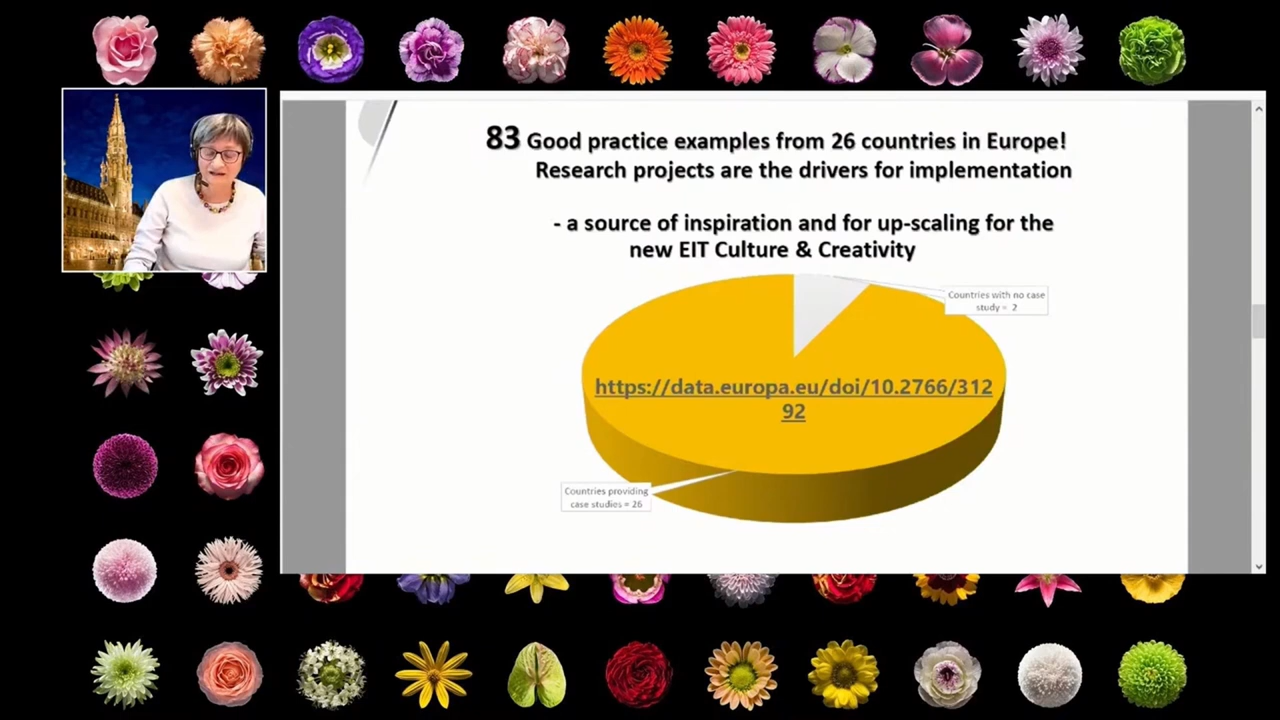 83 Good practice examples from 26 countries in Europe!
Research projects are the drivers for implementation
- a source of inspiration and for up-scaling for the
new EIT Culture & Creativity
Countries with no case
study = 2
https://data.europa.eu/doi/10.2766/312
92
Countries providing
case studies = 26